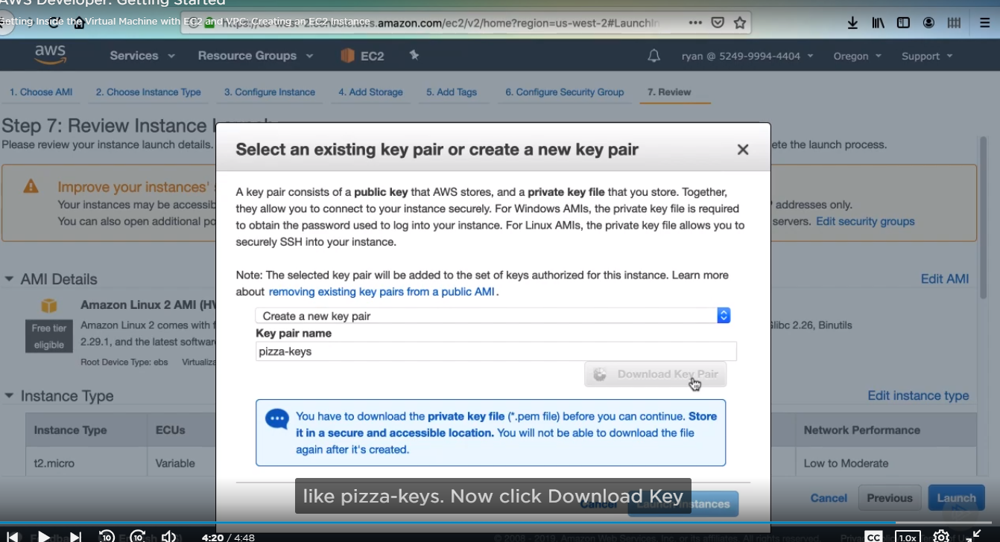 AWS Developer: Getting Started
Getting Inside the Virtual Machine with EC2 and VPC: Creating an EC2 Instance
.amazon.com/ec2/v2/home?region=us-west-2#LaunchIn
aws
Services
Resource Groups
EC2
ryan @ 5249-9994-4404
Oregon
Support
1. Choose AMI
2. Choose Instance Type
3. Configure Instance
4. Add Storage
5. Add Tags
6. Configure Security Group
7. Review
Step 7: Review Instance Launch
Please review your instance launch details.
ete the launch process.
Improve your instances'
Your instances may be accessib
addresses only.
You can also open additional po
servers. Edit security groups
Select an existing key pair or create a new key pair
A key pair consists of a public key that AWS stores, and a private key file that you store. Together,
they allow you to connect to your instance securely. For Windows AMIs, the private key file is required
to obtain the password used to log into your instance. For Linux AMIs, the private key file allows you to
securely SSH into your instance.
Note: The selected key pair will be added to the set of keys authorized for this instance. Learn more
about removing existing key pairs from a public AMI.
Create a new key pair
Key pair name
pizza-keys
Download Key Pair
You have to download the private key file (*.pem file) before you can continue. Store
it in a secure and accessible location. You will not be able to download the file
again after it's created.
Cancel
Launch Instances
AMI Details
Edit AMI
Amazon Linux 2 AMI (HV
Free tier
eligible
Amazon Linux 2 comes with f
glibc 2.26, Binutils
2.29.1, and the latest softwar
Root Device Type: ebs
Virtualiza
Instance Type
Edit instance type
Instance Type
ECUs
Network Performance
t2.micro
Variable
Low to Moderate
Cancel
Previous
Launch
like pizza-keys. Now click Download Key
10
10
4:20 / 4:48
© 2008 - 2019, Amazon Web Services, Inc. or its affiliates. All rights reserved.
CC
1.0x